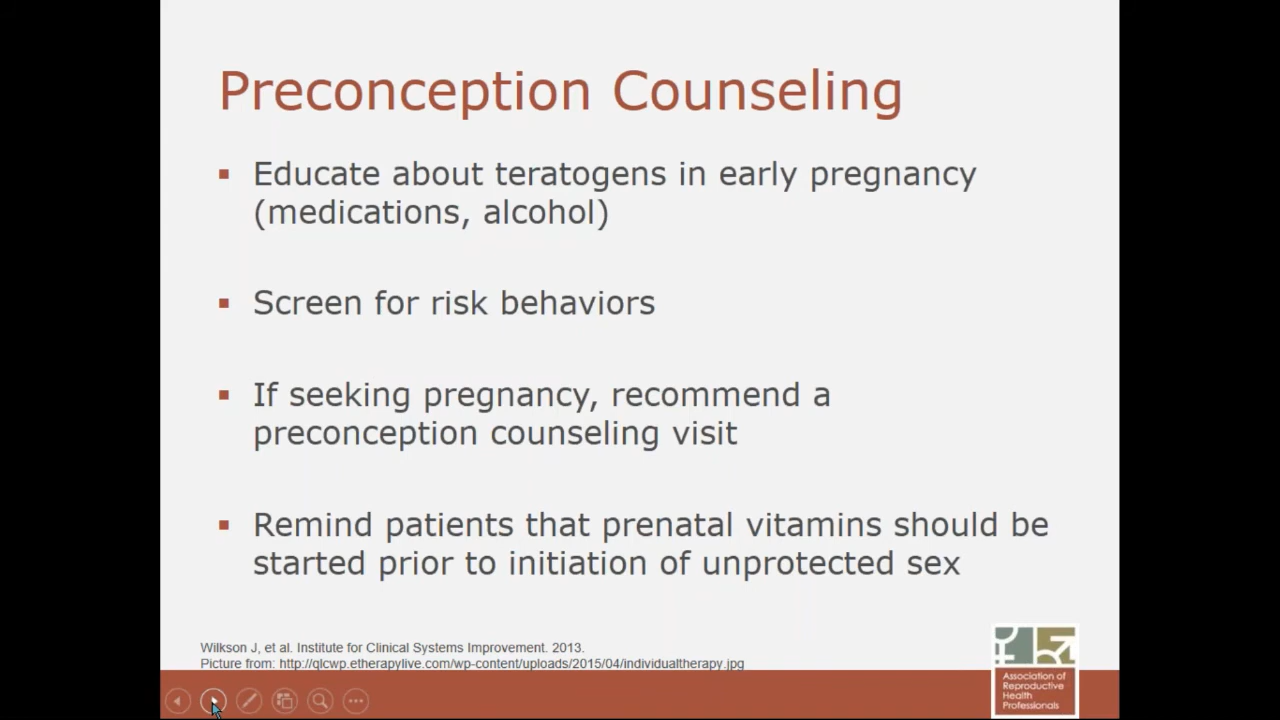 Preconception Counseling
Educate about teratogens in early pregnancy
(medications, alcohol)
Screen for risk behaviors
If seeking pregnancy, recommend a
preconception counseling visit
Remind patients that prenatal vitamins should be
started prior to initiation of unprotected sex
Wilkson J, et al. Institute for Clinical Systems Improvement. 2013.
Picture from: http://qlcwp.etherapylive.com/wp-content/uploads/2015/04/individualtherapy.jpg
Association of
Reproductive
Health
Professionals